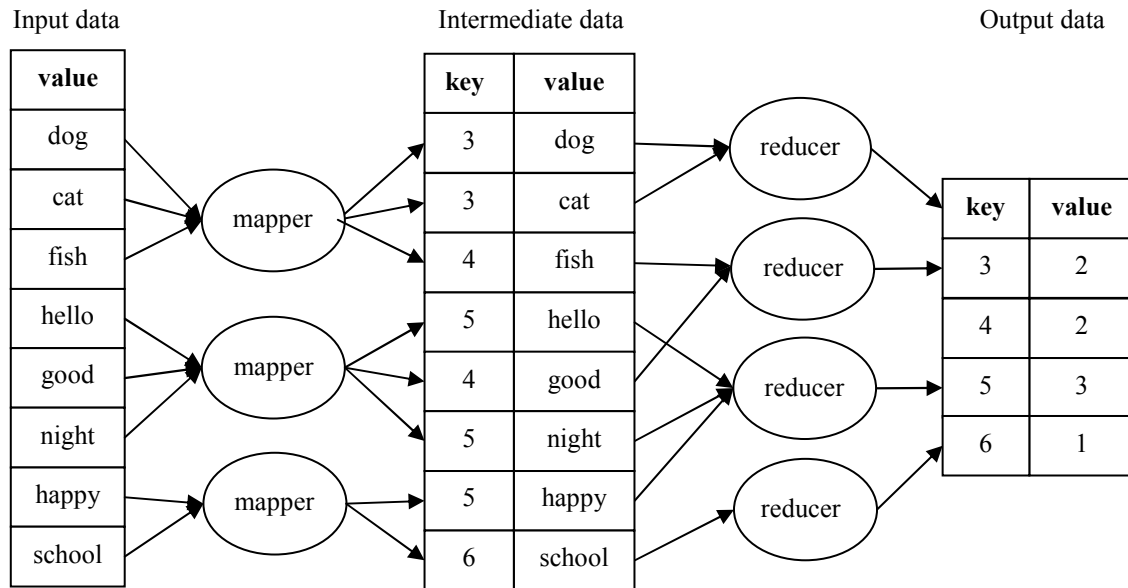 Input data
Intermediate data
Output data
value
dog
cat
fish
hello
good
night
happy
school
mapper
mapper
mapper
key value
3 dog
3 cat
4 fish
5 hello
4 good
5 night
5 happy
6 school
reducer
reducer
reducer
reducer
key value
3 2
4 2
5 3
6 1